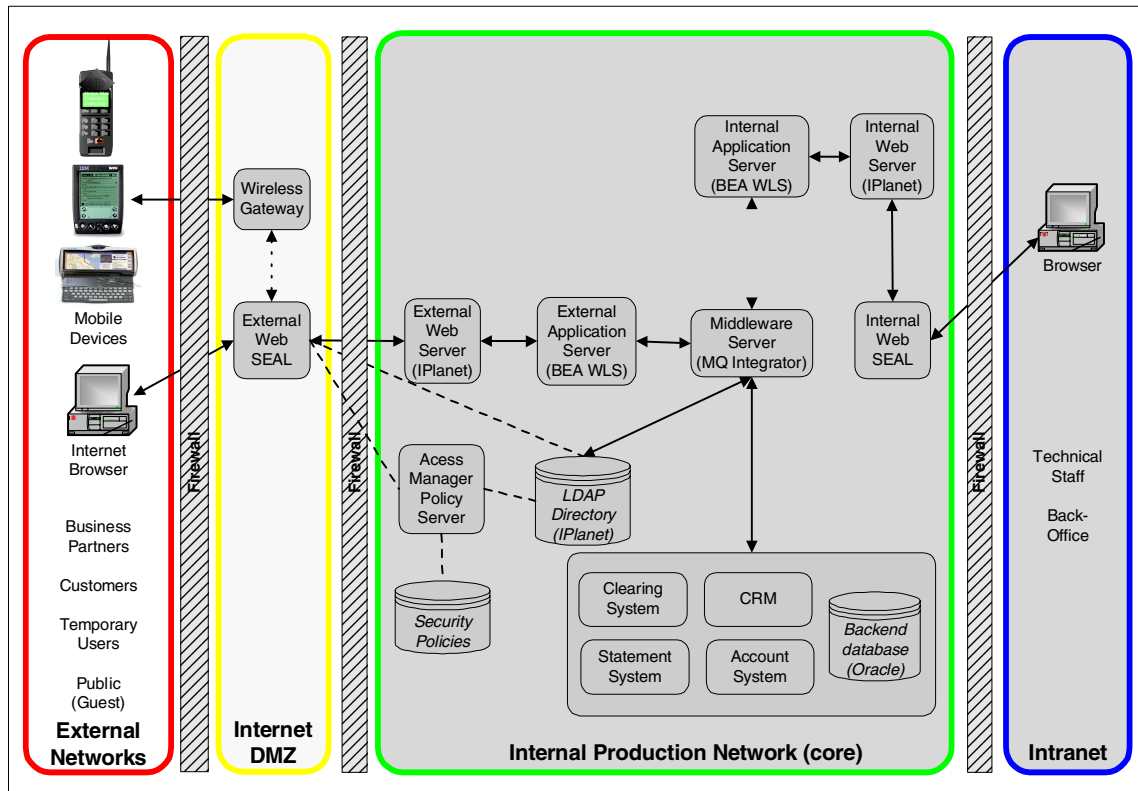 Mobile
Devices
Internet
Browser
Business
Partners
Customers
Temporary
Users
Public
(Guest)
External
Networks
Firewall
Wireless
Gateway
External
Web
SEAL
Internet
DMZ
Firewall
Internal
Application
Server
(BEA WLS)
Internal
Web
Server
(IPlanet)
External
Web
Server
(IPlanet)
External
Application
Server
(BEA WLS)
Middleware
Server
(MQ Integrator)
Internal
Web
SEAL
Acess
Manager
Policy
Server
LDAP
Directory
(IPlanet)
Security
Policies
Clearing
System
CRM
Statement
System
Account
System
Backend
database
(Oracle)
Internal Production Network (core)
Firewall
Browser
Technical
Staff
Back-
Office
Intranet